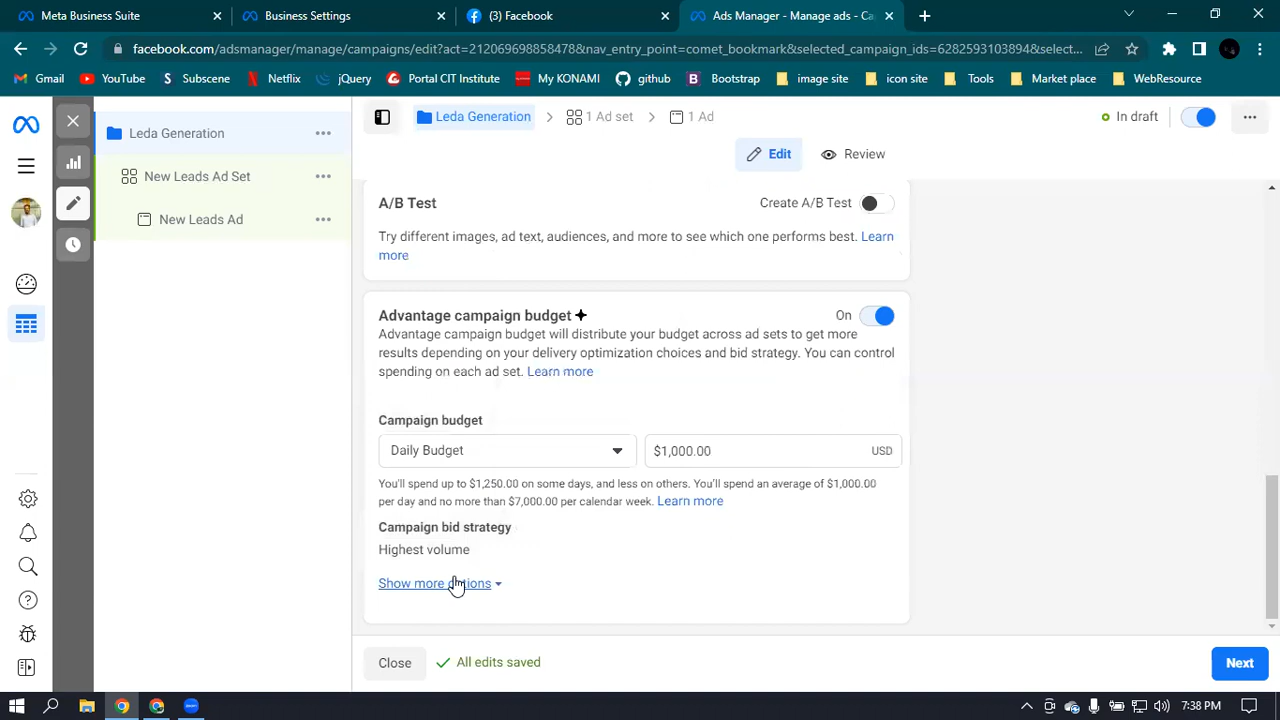 Meta Business Suite
Business Settings
(3) Facebook
Ads Manager - Manage ads - Ca
facebook.com/adsmanager/manage/campaigns/edit?act=2120696988584788&nav_entry_point=comet_bookmark&selected_campaign_ids=6282593103894&select...
Gmail
YouTube
Subscene
Netflix
jQuery
Portal CIT Institute
My KONAMI
github
Bootstrap
image site
icon site
Tools
Market place
WebResource
Leda Generation
New Leads Ad Set
New Leads Ad
Leda Generation
1 Ad set
1 Ad
In draft
Edit
Review
A/B Test
Create A/B Test
Try different images, ad text, audiences, and more to see which one performs best. Learn
more
Advantage campaign budget
On
Advantage campaign budget will distribute your budget across ad sets to get more
results depending on your delivery optimization choices and bid strategy. You can control
spending on each ad set. Learn more
Campaign budget
Daily Budget
$1,000.00
USD
You'll spend up to $1,250.00 on some days, and less on others. You'll spend an average of $1,000.00
per day and no more than $7,000.00 per calendar week. Learn more
Campaign bid strategy
Highest volume
Show more options
Close
All edits saved
Next
7:38 PM